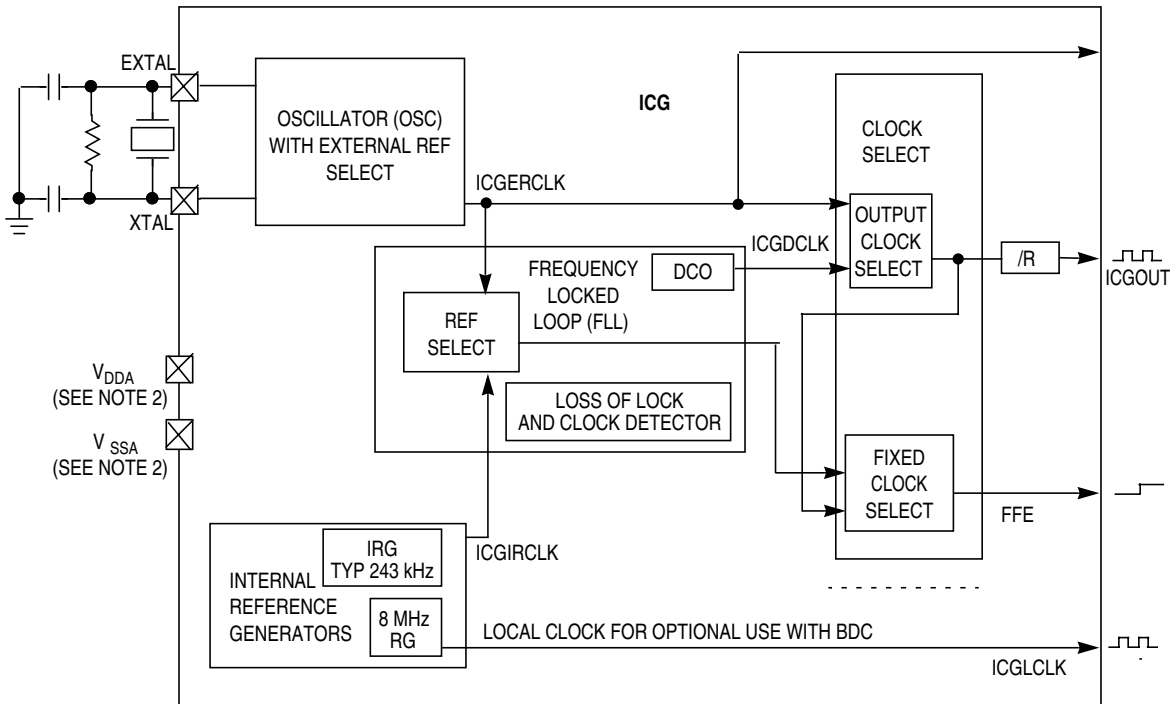 EXTAL
XTAL
OSCILLATOR (OSC)
WITH EXTERNAL REF
SELECT
ICG
ICGERCLK
CLOCK
SELECT
OUTPUT
CLOCK
SELECT
/R
ICGOUT
ICGDCLK
FREQUENCY
LOCKED
LOOP (FLL)
DCO
REF
SELECT
LOSS OF LOCK
AND CLOCK DETECTOR
VDDA
(SEE NOTE 2)
V SSA
(SEE NOTE 2)
FIXED
CLOCK
SELECT
FFE
ICGIRCLK
IRG
TYP 243 kHz
INTERNAL
REFERENCE
GENERATORS
8 MHz
RG
LOCAL CLOCK FOR OPTIONAL USE WITH BDC
ICGLCLK